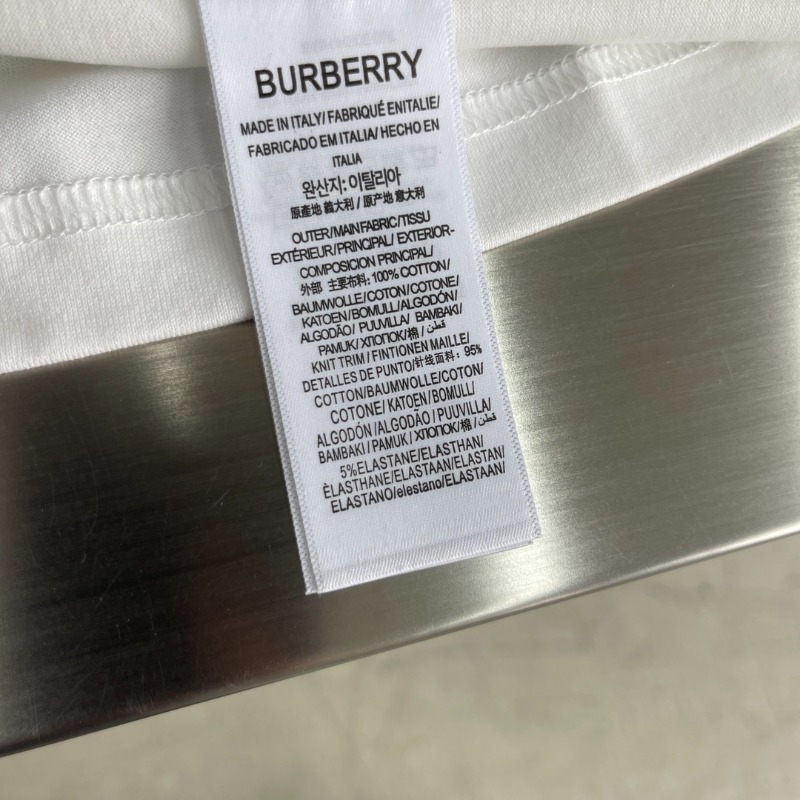 BURBERRY
MADE IN ITALY/ FABRIQUÉ ENITALIE/
FABRICADO EM ITALIA/ HECHO EN
ITALIA
완산지: 이탈리아
原產地 義大利 / 原产地 意大利
OUTER/MAIN FABRIC/TISSU
EXTÉRIEUR/PRINCIPAL/ EXTERIOR-
COMPOSICION PRINCIPAL/
外部 主要布料: 100% COTTON/
BAUMWOLLE/COTON/COTONE/
KATOEN/BOMULL/ALGODÓN/
ALGODÃO/ PUUVILLA/ BAMBAKI/
PAMUK/ХЛОПОК/棉 / قطن/
KNIT TRIM / FINTIONEN MAILLE/
DETALLES DE PUNTO/针线面料: 95%
COTTON/BAUMWOLLE/COTON/
COTONE/ KATOEN/BOMULL/
ALGODÓN/ALGODÃO / PUUVILLA/
BAMBAKI / PAMUK / ХЛОПОК/棉 / قطن/
5%ELASTANE/ELASTHAN/
ÈLASTHANE/ELASTAAN/ELASTAN/
ELASTANO/elestano/ELASTAAN/